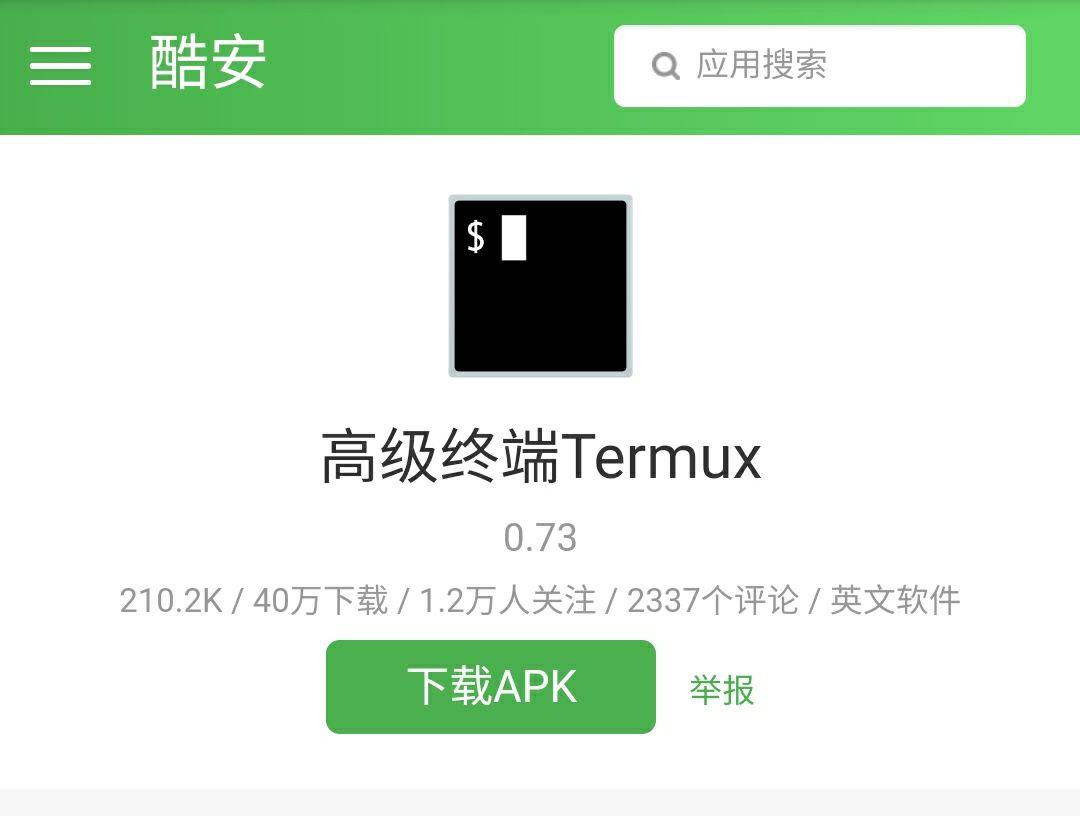 酷安
应用搜索
$
高级终端Termux
0.73
210.2K / 40万下载 / 1.2万人关注 / 2337个评论 / 英文软件
下载APK
举报